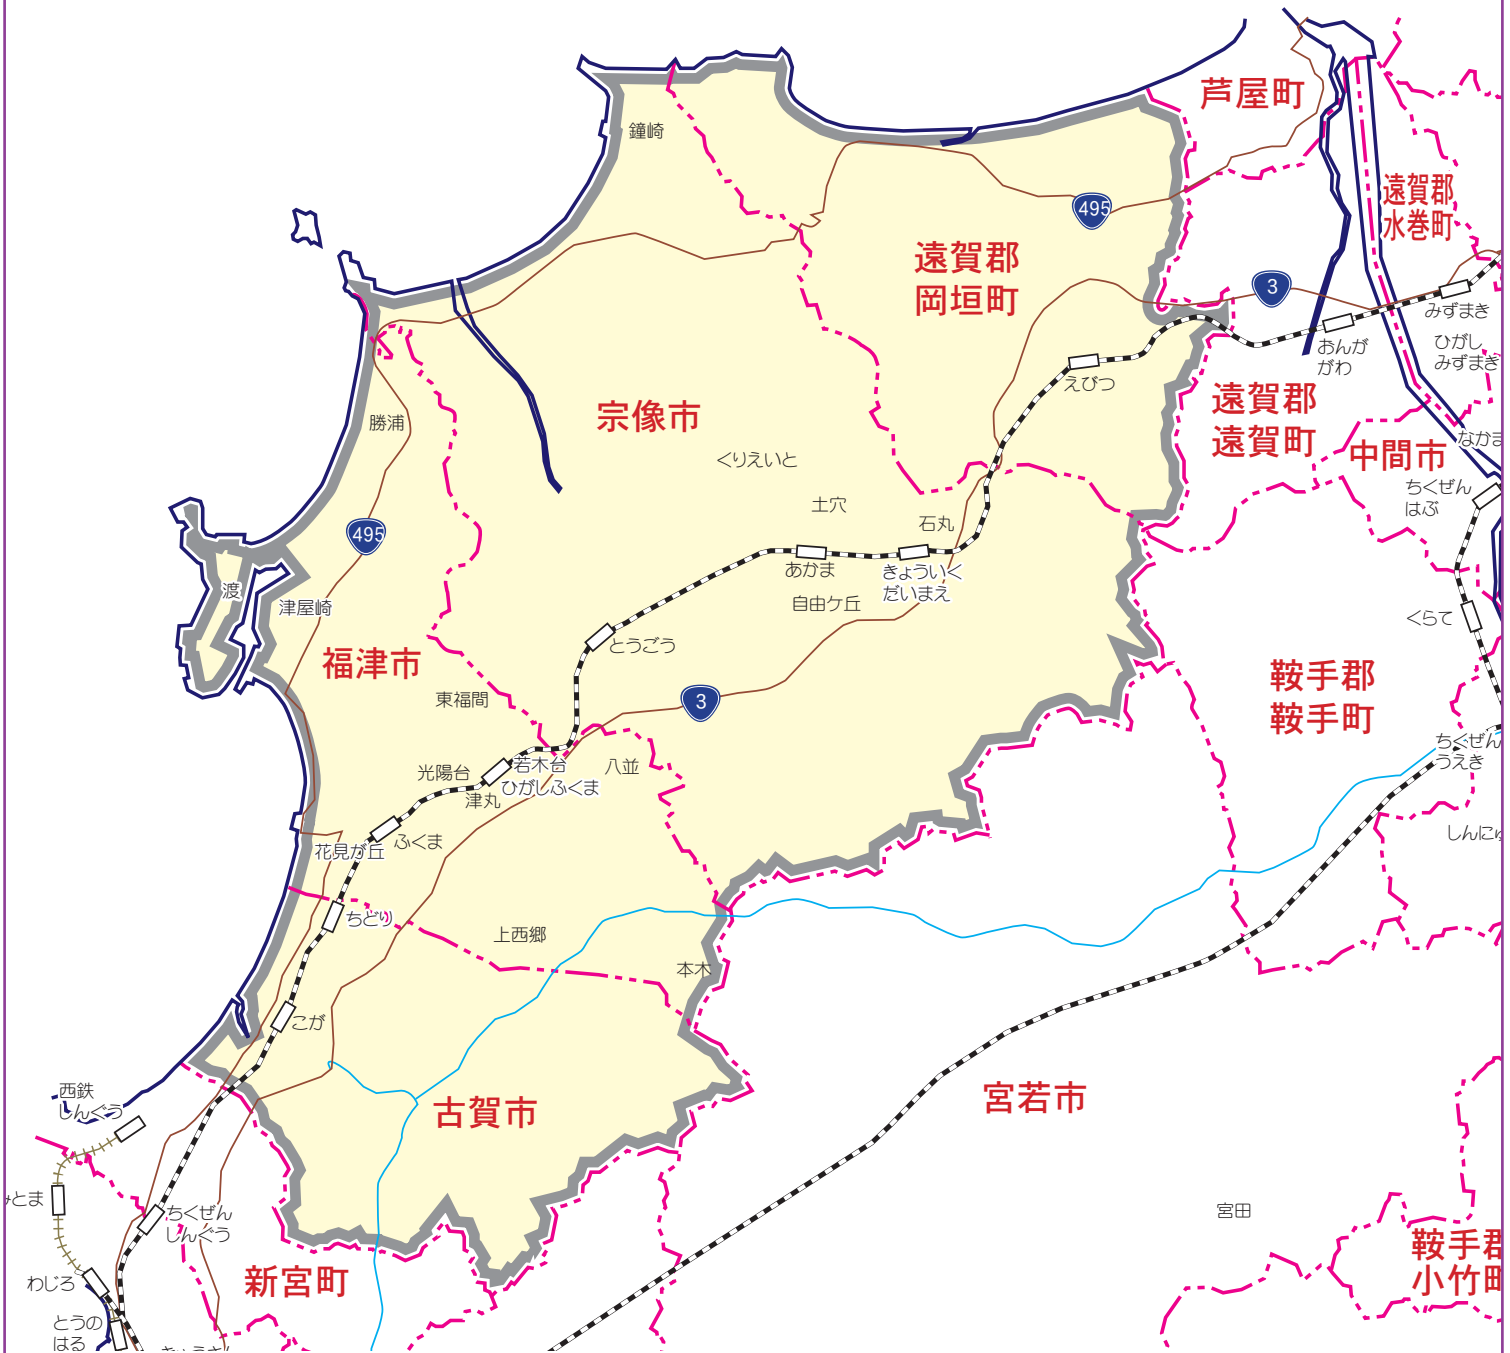 芦屋町
鐘崎
遠賀郡
水巻町
495
遠賀郡
岡垣町
3
みずまき
おんが
がわ
ひがし
みずまき
えびつ
遠賀郡
遠賀町
勝浦
宗像市
中間市
くりえいと
ちくぜん
はぶ
土穴
石丸
495
あかま
きょういく
だいまえ
渡
津屋崎
自由ケ丘
くらて
とうごう
福津市
鞍手郡
鞍手町
東福間
3
ちくぜん
うえき
光陽台
若木台
八並
ひがしふくま
津丸
ふくま
花見が丘
ちどり
上西郷
本木
こが
西鉄
しんぐう
古賀市
宮若市
ちくぜん
しんぐう
宮田
新宮町
わじろ
とうの
はる